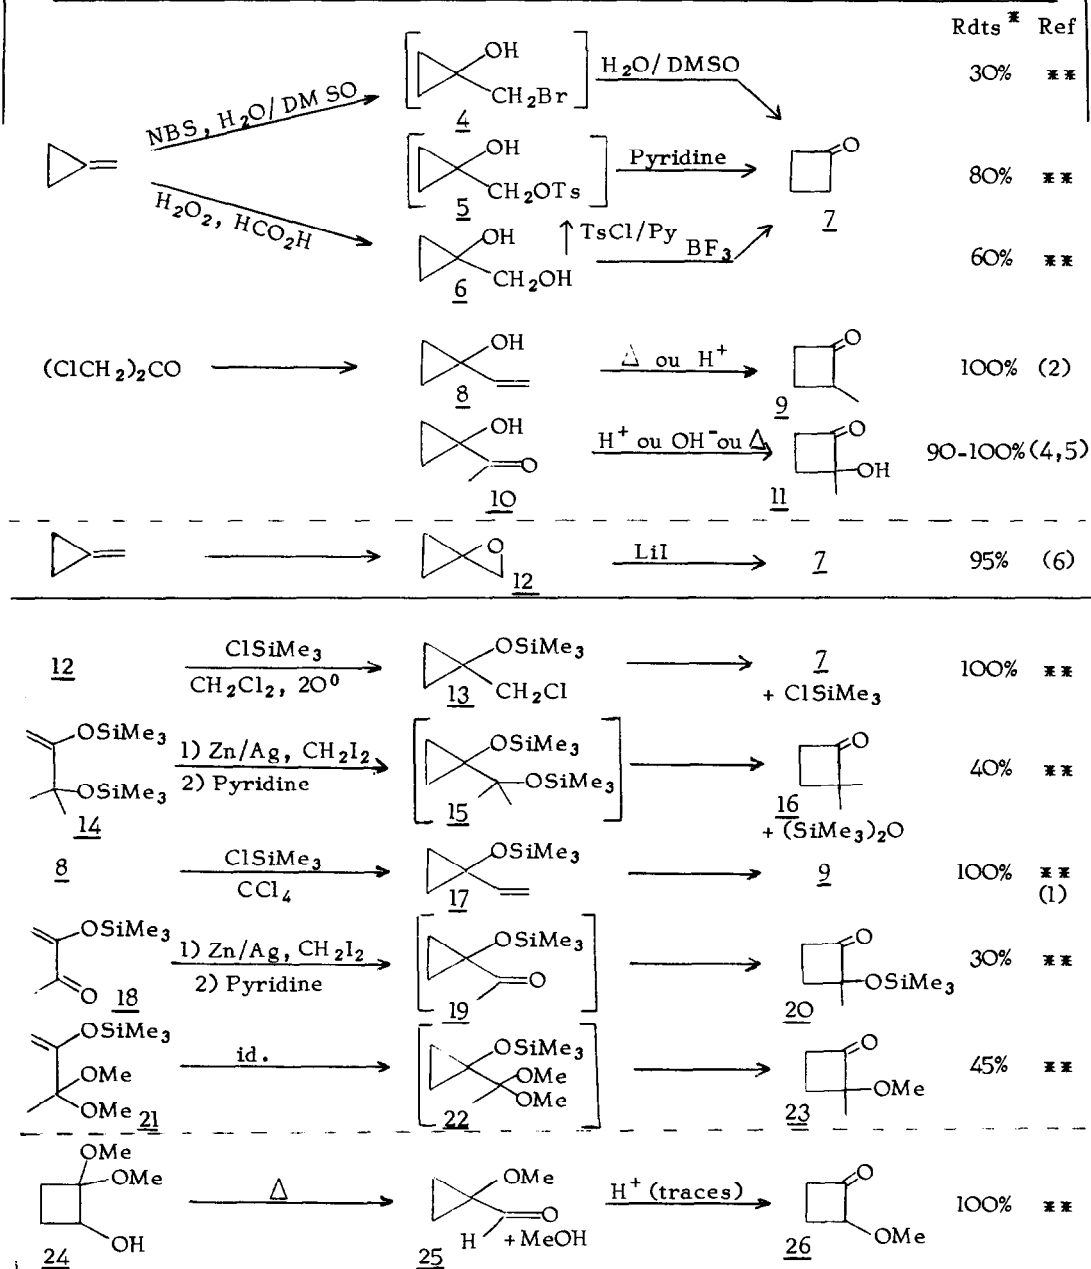 Rdts* Ref
OH
H₂O/DMSO
30% **
NBS, H₂O/DMSO
CH₂Br
4
OH
Pyridine
O
80% **
CH₂OTs
5
7
H₂O₂, HCO₂H
OH
↑ TsCl/Py
BF₃
60% **
CH₂OH
6
(ClCH₂)₂CO
OH
Δ ou H⁺
O
100% (2)
8
9
OH
H⁺ ou OH⁻ ou Δ
O
90-100% (4,5)
O
OH
10
11
O
LiI
7
95% (6)
12
12
ClSiMe₃
CH₂Cl₂, 20⁰
OSiMe₃
CH₂Cl
13
7
+ ClSiMe₃
100% **
OSiMe₃
OSiMe₃
14
1) Zn/Ag, CH₂I₂
2) Pyridine
OSiMe₃
OSiMe₃
15
O
16
+ (SiMe₃)₂O
40% **
8
ClSiMe₃
CCl₄
OSiMe₃
17
9
100% **
(1)
OSiMe₃
O
18
1) Zn/Ag, CH₂I₂
2) Pyridine
OSiMe₃
O
19
O
OSiMe₃
20
30% **
OSiMe₃
OMe
OMe
21
id.
OSiMe₃
OMe
OMe
22
O
OMe
23
45% **
OMe
OMe
OH
24
Δ
OMe
O
H
+MeOH
25
H⁺ (traces)
O
OMe
26
100% **